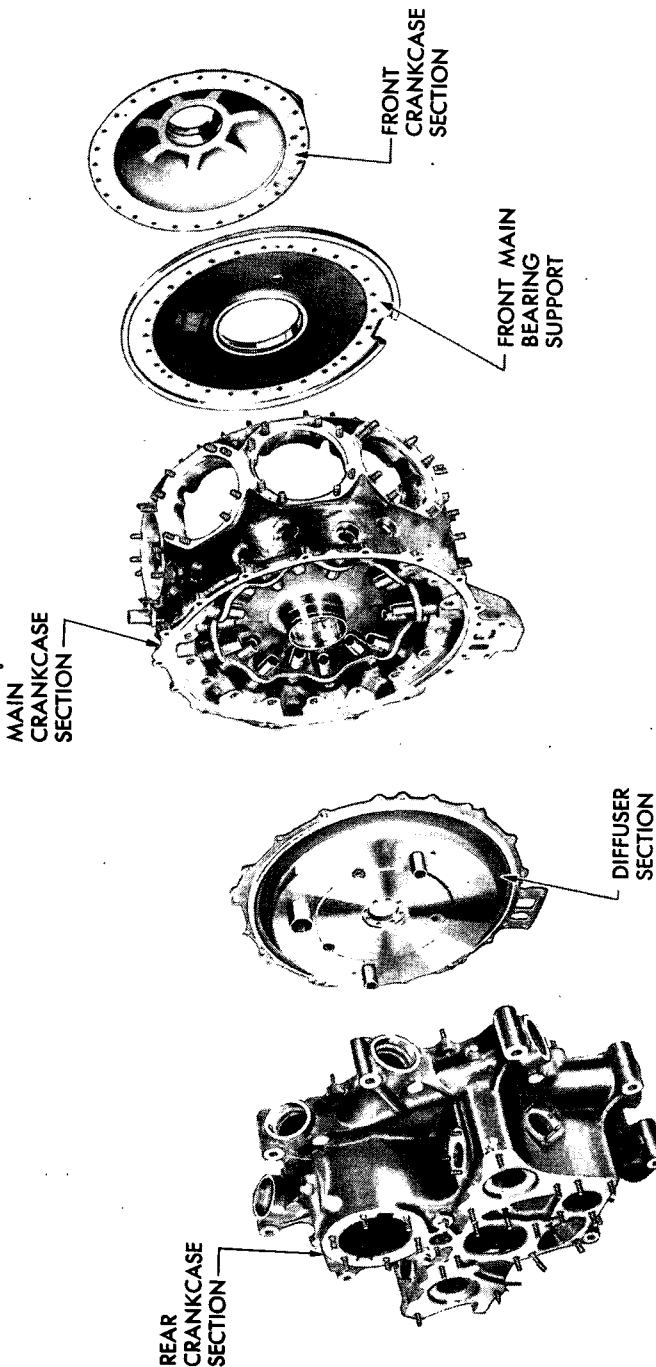 MAIN
CRANKCASE
SECTION
FRONT
CRANKCASE
SECTION
FRONT MAIN
BEARING
SUPPORT
DIFFUSER
SECTION
REAR
CRANKCASE
SECTION